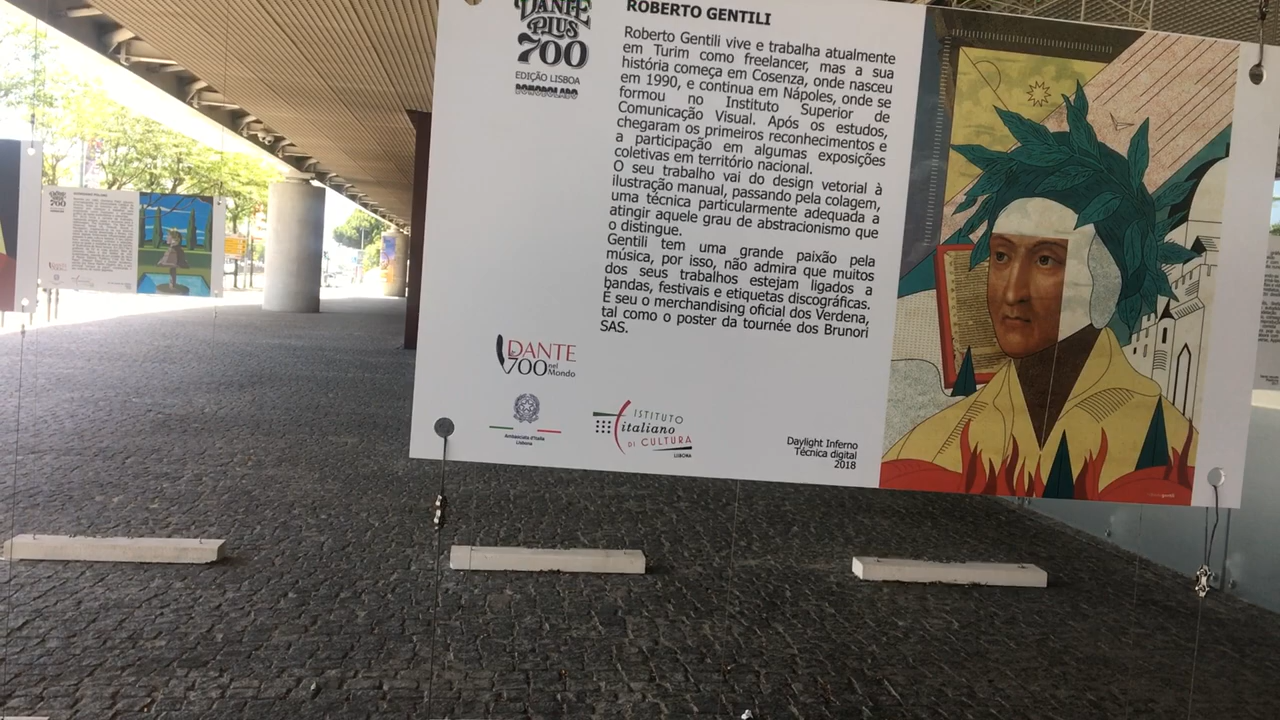 DANTE
PLUS
700
EDIÇÃO LISBOA
BONOBOLABO
ROBERTO GENTILI
Roberto Gentili vive e trabalha atualmente
em Turim como freelancer, mas a sua
história começa em Cosenza, onde nasceu
em 1990, e continua em Nápoles, onde se
formou no Instituto Superior de
Comunicação Visual. Após os estudos,
chegaram os primeiros reconhecimentos e
a participação em algumas exposições
coletivas em território nacional.
O seu trabalho vai do design vetorial à
ilustração manual, passando pela colagem,
uma técnica particularmente adequada a
atingir aquele grau de abstracionismo que
o distingue.
Gentili tem uma grande paixão pela
música, por isso, não admira que muitos
dos seus trabalhos estejam ligados a
bandas, festivais e etiquetas discográficas.
É seu o merchandising oficial dos Verdena,
tal como o poster da tournée dos Brunori
SAS.
DANTE
700 nel
Mondo
Ambasciata d'Italia
Lisbona
ISTITUTO
italiano
DI CULTURA
LISBONA
Daylight Inferno
Técnica digital
2018
700